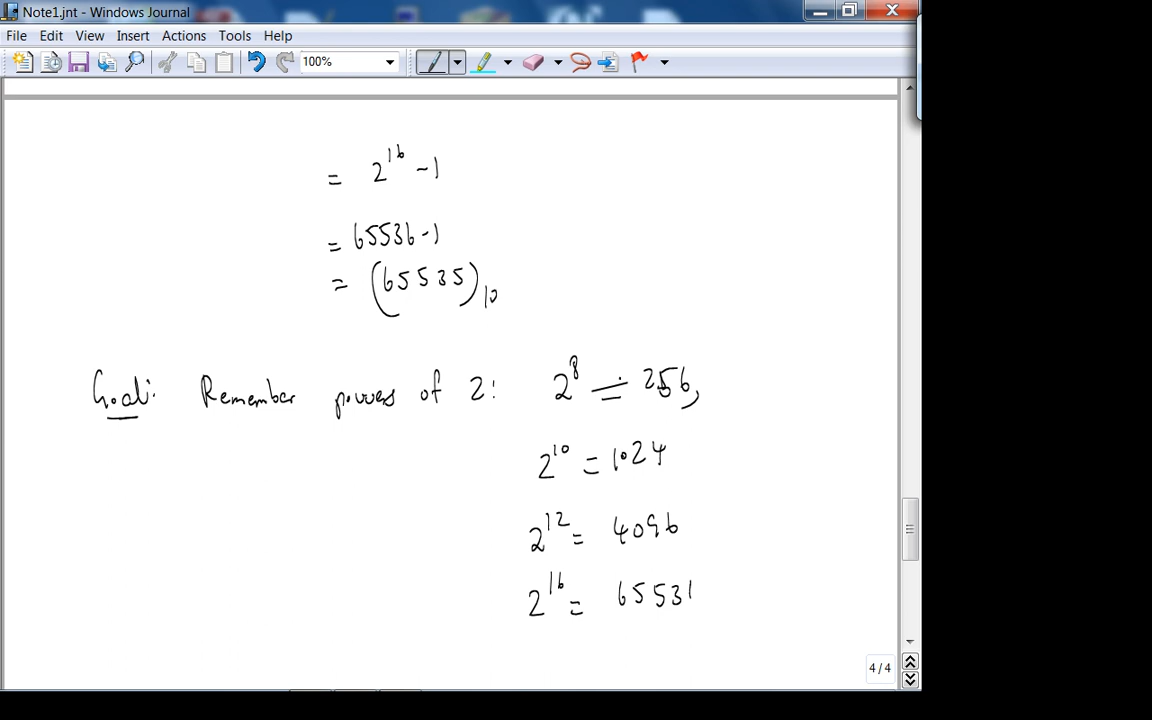 Note1.jnt - Windows Journal
File Edit View Insert Actions Tools Help
100%
= 2^16 - 1
= 65536 - 1
= (65535)10
Goal: Remember powers of 2: 2^8 = 256,
2^10 = 1024
2^12 = 4096
2^16 = 65531
4 / 4